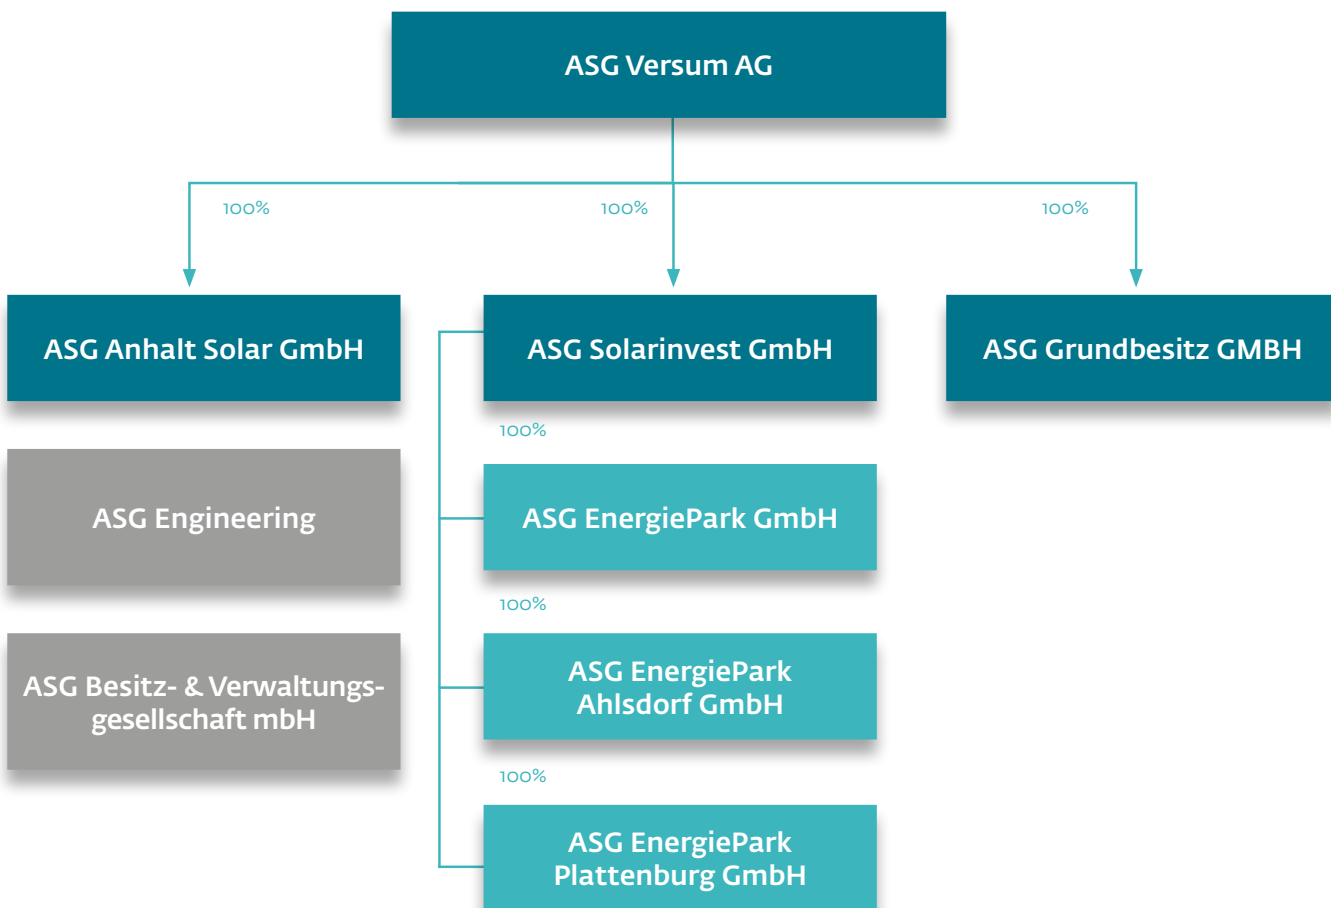 ASG Versum AG
100%
100%
100%
ASG Anhalt Solar GmbH
ASG Solarinvest GmbH
ASG Grundbesitz GMBH
100%
ASG Engineering
ASG EnergiePark GmbH
100%
ASG Besitz- & Verwaltungs-
gesellschaft mbH
ASG EnergiePark
Ahlsdorf GmbH
100%
ASG EnergiePark
Plattenburg GmbH